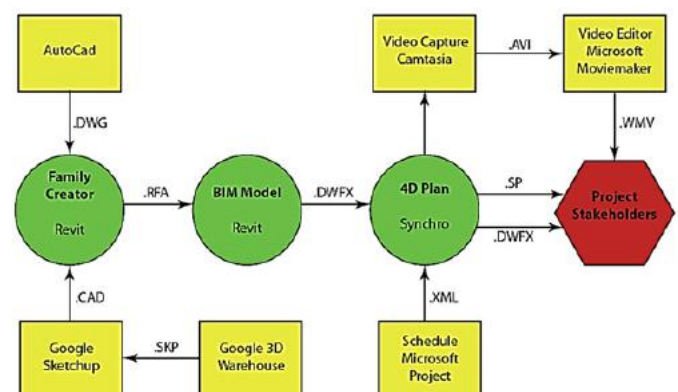 AutoCad
Video Capture
Camtasia
.AVI
Video Editor
Microsoft
Moviemaker
.DWG
.WMV
Family
Creator
Revit
.RFA
BIM Model
Revit
.DWFX
4D Plan
Synchro
.SP
.DWFX
Project
Stakeholders
.CAD
.XML
Google
Sketchup
.SKP
Google 3D
Warehouse
Schedule
Microsoft
Project